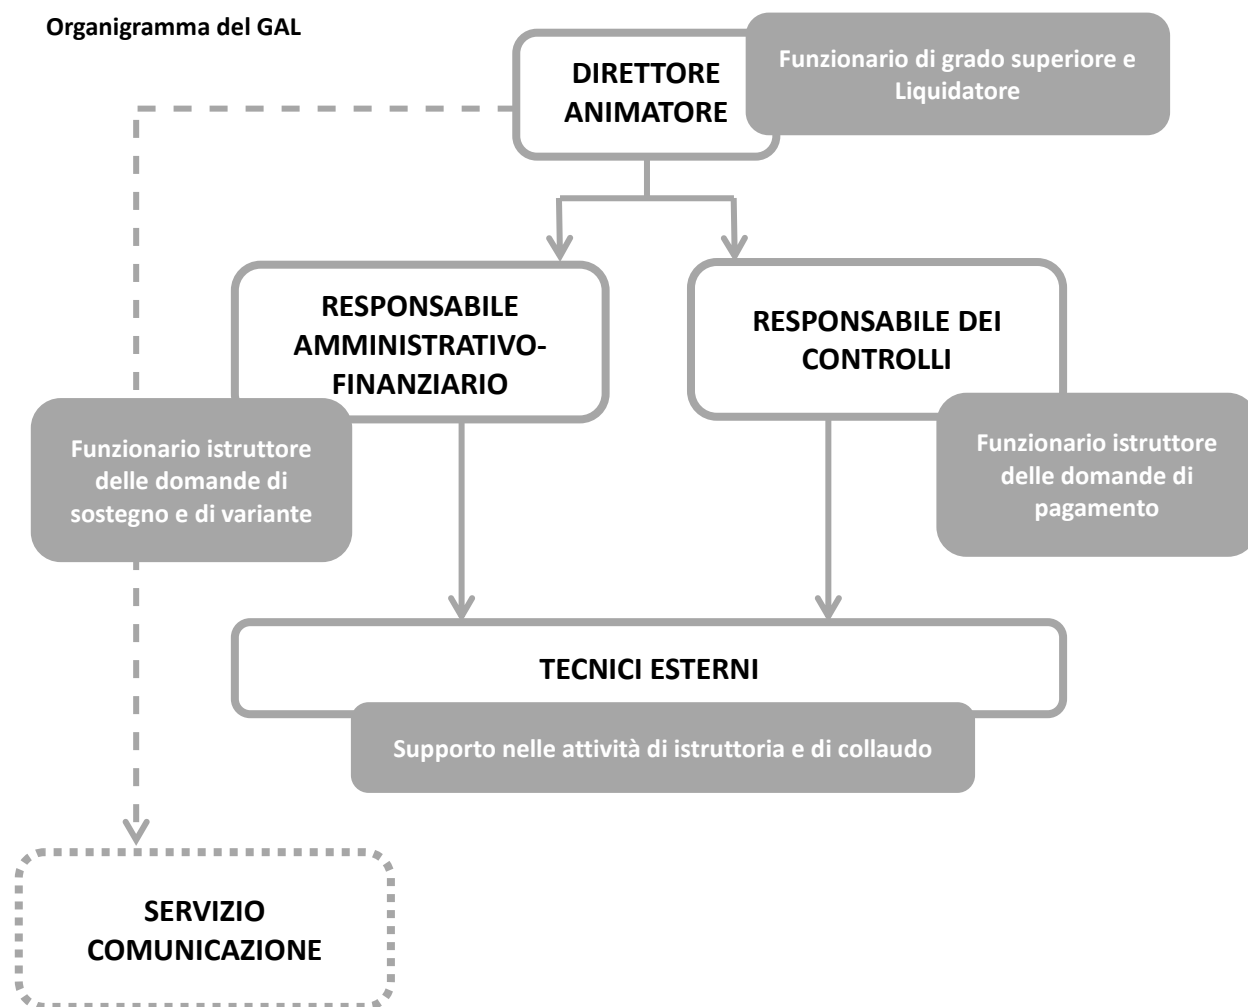 Organigramma del GAL
DIRETTORE
ANIMATORE
Funzionario di grado superiore e
Liquidatore
RESPONSABILE
AMMINISTRATIVO-
FINANZIARIO
RESPONSABILE DEI
CONTROLLI
Funzionario istruttore
delle domande di
sostegno e di variante
Funzionario istruttore
delle domande di
pagamento
TECNICI ESTERNI
Supporto nelle attività di istruttoria e di collaudo
SERVIZIO
COMUNICAZIONE